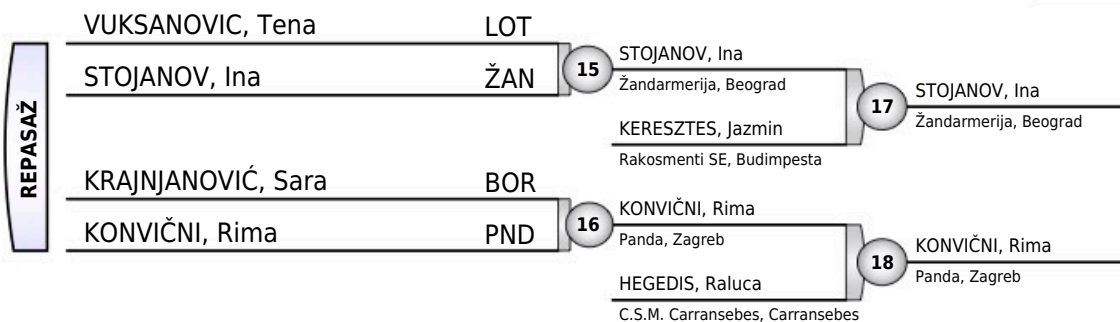 REPASAŽ
VUKSANOVIC, Tena LOT
STOJANOV, Ina ŽAN
15
STOJANOV, Ina
Žandarmerija, Beograd
KERESZTES, Jazmin
Rakosmenti SE, Budimpesta
17
STOJANOV, Ina
Žandarmerija, Beograd
KRAJNJANOVIĆ, Sara BOR
KONVIČNI, Rima PND
16
KONVIČNI, Rima
Panda, Zagreb
HEGEDIS, Raluca
C.S.M. Carransebes, Carransebes
18
KONVIČNI, Rima
Panda, Zagreb